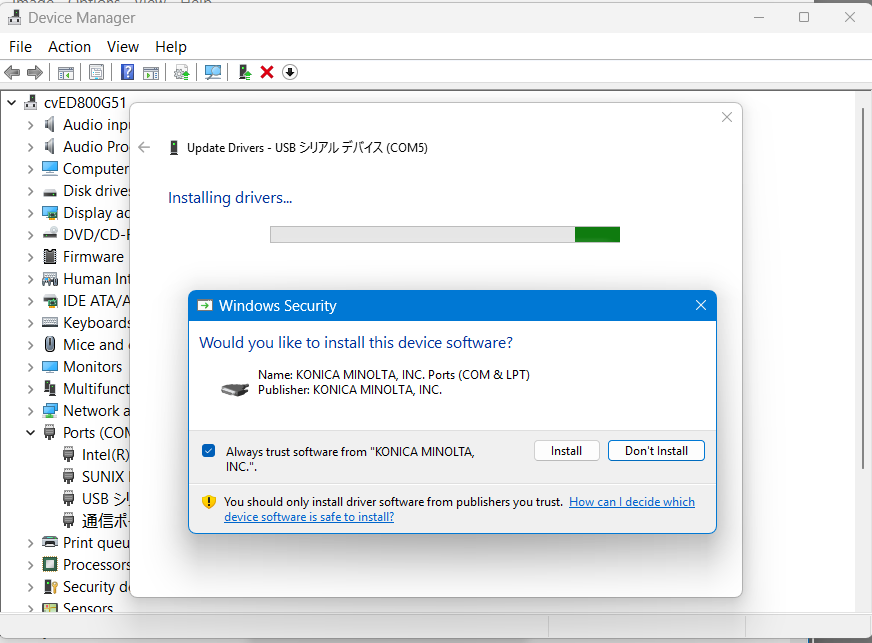 Device Manager
File Action View Help
cvED800G51
Audio inp
Audio Pro
Computer
Disk drives
Display ad
DVD/CD-R
Firmware
Human Int
IDE ATA/A
Keyboards
Mice and
Monitors
Multifunct
Network a
Ports (COM
Intel(R)
SUNIX
USB シリ
通信ポ
Print queu
Processors
Security de
Sensors
Update Drivers - USB シリアル デバイス (COM5)
Installing drivers...
Windows Security
Would you like to install this device software?
Name: KONICA MINOLTA, INC. Ports (COM & LPT)
Publisher: KONICA MINOLTA, INC.
Always trust software from "KONICA MINOLTA,
INC.".
Install
Don't Install
You should only install driver software from publishers you trust. How can I decide which
device software is safe to install?